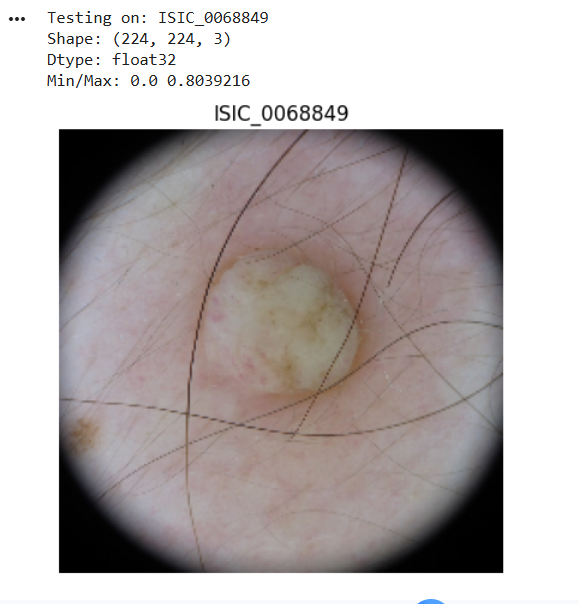 Testing on: ISIC_0068849
Shape: (224, 224, 3)
Dtype: float32
Min/Max: 0.0 0.8039216
ISIC_0068849